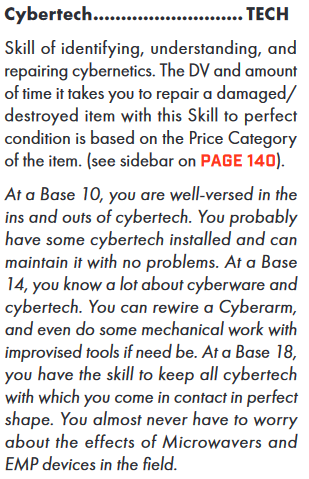 Cybertech........................... TECH
Skill of identifying, understanding, and
repairing cybernetics. The DV and amount
of time it takes you to repair a damaged/
destroyed item with this Skill to perfect
condition is based on the Price Category
of the item. (see sidebar on PAGE 140).
At a Base 10, you are well-versed in the
ins and outs of cybertech. You probably
have some cybertech installed and can
maintain it with no problems. At a Base
14, you know a lot about cyberware and
cybertech. You can rewire a Cyberarm,
and even do some mechanical work with
improvised tools if need be. At a Base 18,
you have the skill to keep all cybertech
with which you come in contact in perfect
shape. You almost never have to worry
about the effects of Microwavers and
EMP devices in the field.